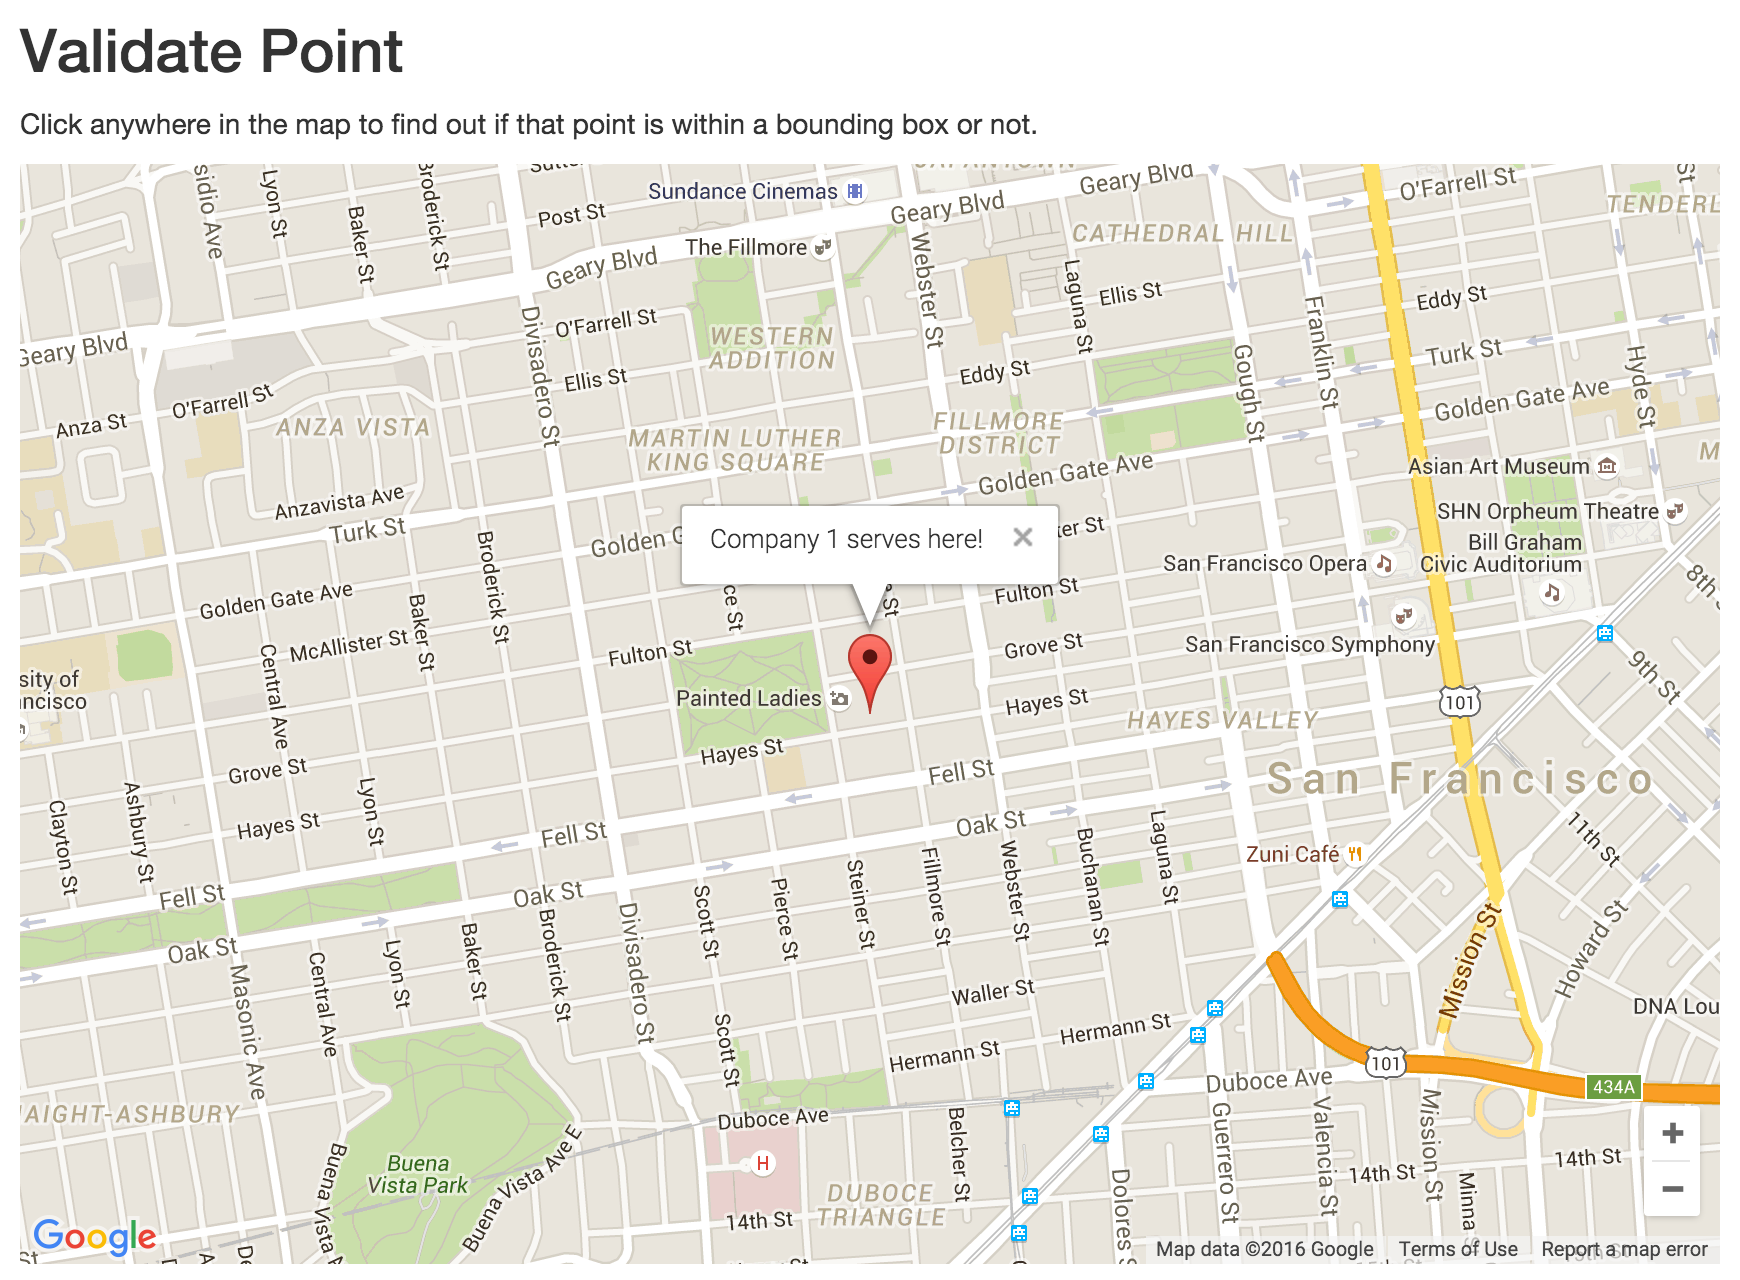 Validate Point
Click anywhere in the map to find out if that point is within a bounding box or not.
Lyon St
Baker St
Broderick St
Post St
Sundance Cinemas
Geary Blvd
Geary Blvd
O'Farrell St
TENDERL
The Fillmore
CATHEDRAL HILL
Geary Blvd
Webster St
Laguna St
Ellis St
Franklin St
Eddy St
Divisadero St
O'Farrell St
WESTERN
ADDITION
Geary Blvd
Turk St
Hyde St
Gough St
Ellis St
Eddy St
O'Farrell St
Golden Gate Ave
Anza St
ANZA VISTA
MARTIN LUTHER
KING SQUARE
FILLMORE
DISTRICT
Golden Gate Ave
Asian Art Museum
Anzavista Ave
Turk St
SHN Orpheum Theatre
Company 1 serves here!
Bill Graham
Civic Auditorium
San Francisco Opera
8th
Broderick St
Golden Gate Ave
Baker St
Fulton St
McAllister St
Fulton St
Grove St
San Francisco Symphony
9th St
sity of
ncisco
Central Ave
Painted Ladies
Hayes St
101
HAYES VALLEY
Hayes St
Grove St
Fell St
San Francisco
Clayton St
Ashbury St
Lyon St
Hayes St
Fell St
Oak St
Buchanan St
Laguna St
11th St
Zuni Café
Fell St
Oak St
Scott St
Pierce St
Steiner St
Fillmore St
Webster St
Oak St
Masonic Ave
Central Ave
Lyon St
Baker St
Broderick St
Divisadero St
Mission St
Howard St
Waller St
DNA Lou
Scott St
Hermann St
Hermann St
101
Duboce Ave
434A
AIGHT-ASHBURY
Duboce Ave
Belcher St
Guerrero St
Valencia St
Mission St
Buena
Vista Park
Buena Vista Ave E
H
14th St
14th St
Minna S
Dolores S
DUBOCE
TRIANGLE
14th St
Buena Vista
Google
Map data ©2016 Google
Terms of Use
Report a map error